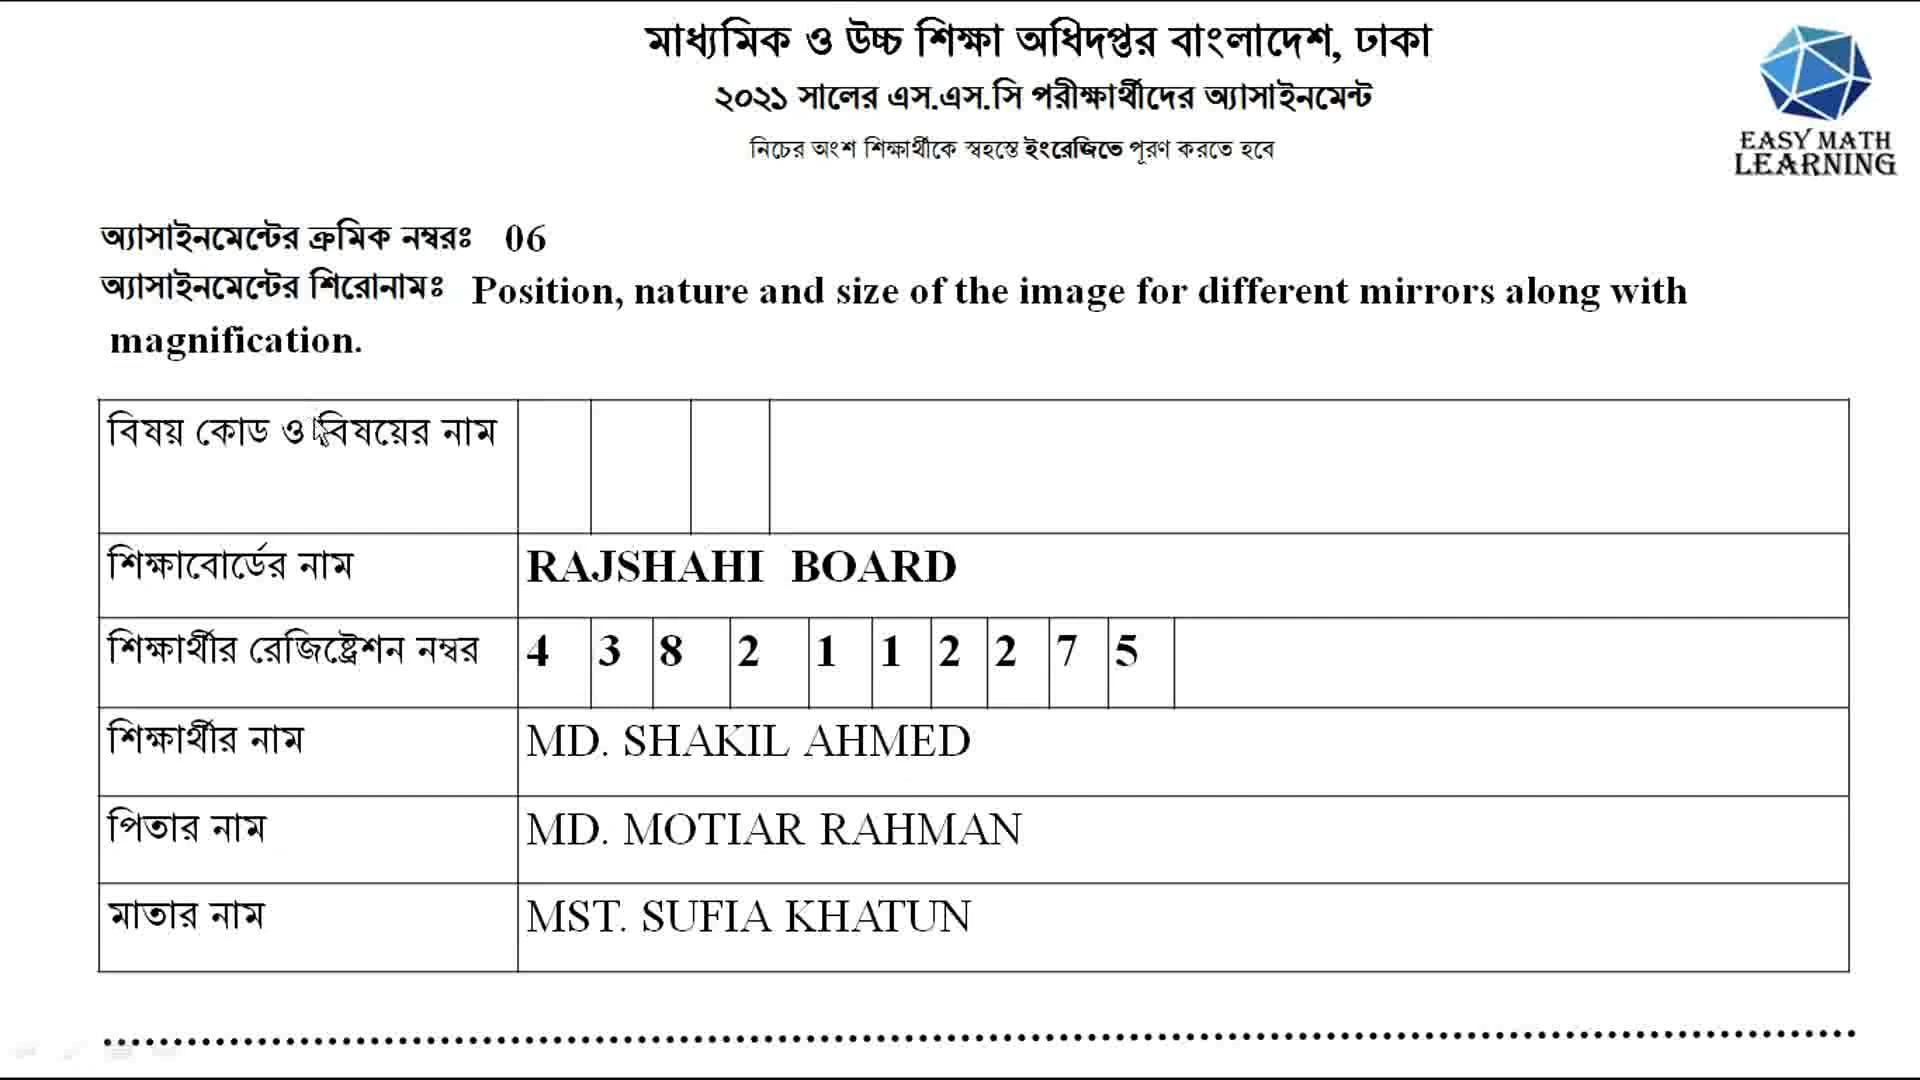 মাধ্যমিক ও উচ্চ শিক্ষা অধিদপ্তর বাংলাদেশ, ঢাকা
২০২১ সালের এস.এস.সি পরীক্ষার্থীদের অ্যাসাইনমেন্ট
নিচের অংশ শিক্ষার্থীকে স্বহস্তে ইংরেজিতে পূরণ করতে হবে
EASY MATH
LEARNING
অ্যাসাইনমেন্টের ক্রমিক নম্বরঃ 06
অ্যাসাইনমেন্টের শিরোনামঃ Position, nature and size of the image for different mirrors along with
magnification.
বিষয় কোড ও বিষয়ের নাম
শিক্ষাবোর্ডের নাম RAJSHAHI BOARD
শিক্ষার্থীর রেজিষ্ট্রেশন নম্বর 4 3 8 2 1 1 2 2 7 5
শিক্ষার্থীর নাম MD. SHAKIL AHMED
পিতার নাম MD. MOTIAR RAHMAN
মাতার নাম MST. SUFIA KHATUN